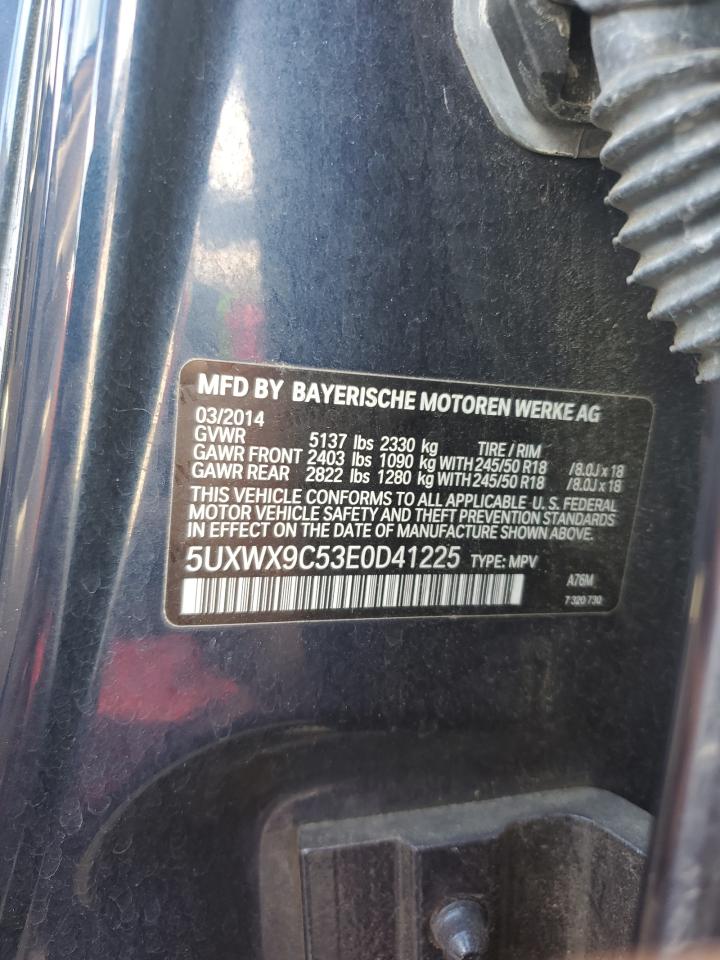 MFD BY BAYERISCHE MOTOREN WERKE AG
03/2014
GVWR 5137 lbs 2330 kg TIRE / RIM
GAWR FRONT 2403 lbs 1090 kg WITH 245/50 R18 /8.0J x 18
GAWR REAR 2822 lbs 1280 kg WITH 245/50 R18 /8.0J x 18
THIS VEHICLE CONFORMS TO ALL APPLICABLE U. S. FEDERAL
MOTOR VEHICLE SAFETY AND THEFT PREVENTION STANDARDS
IN EFFECT ON THE DATE OF MANUFACTURE SHOWN ABOVE.
5UXWX9C53E0D41225 TYPE: MPV
A76M
7 320 730